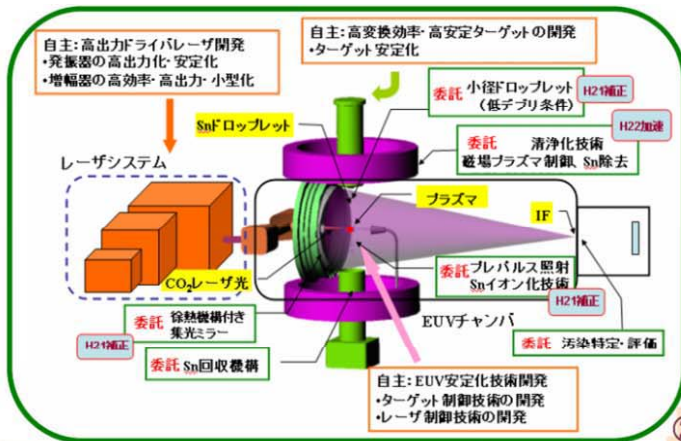 自主：高出力ドライバレーザ開発
・発振器の高出力化・安定化
・増幅器の高効率・高出力・小型化
自主：高変換効率・高安定ターゲットの開発
・ターゲット安定化
委託 小径ドロップレット
（低デブリ条件）
H21補正
Snドロップレット
H22加速
委託 清浄化技術
磁場プラズマ制御、Sn除去
レーザシステム
プラズマ
IF
CO₂レーザ光
委託 プレパルス照射
Snイオン化技術
H21補正
委託 徐熱機構付き
集光ミラー
H21補正
EUVチャンバ
委託 汚染特定・評価
委託 Sn回収機構
自主：EUV安定化技術開発
・ターゲット制御技術の開発
・レーザ制御技術の開発